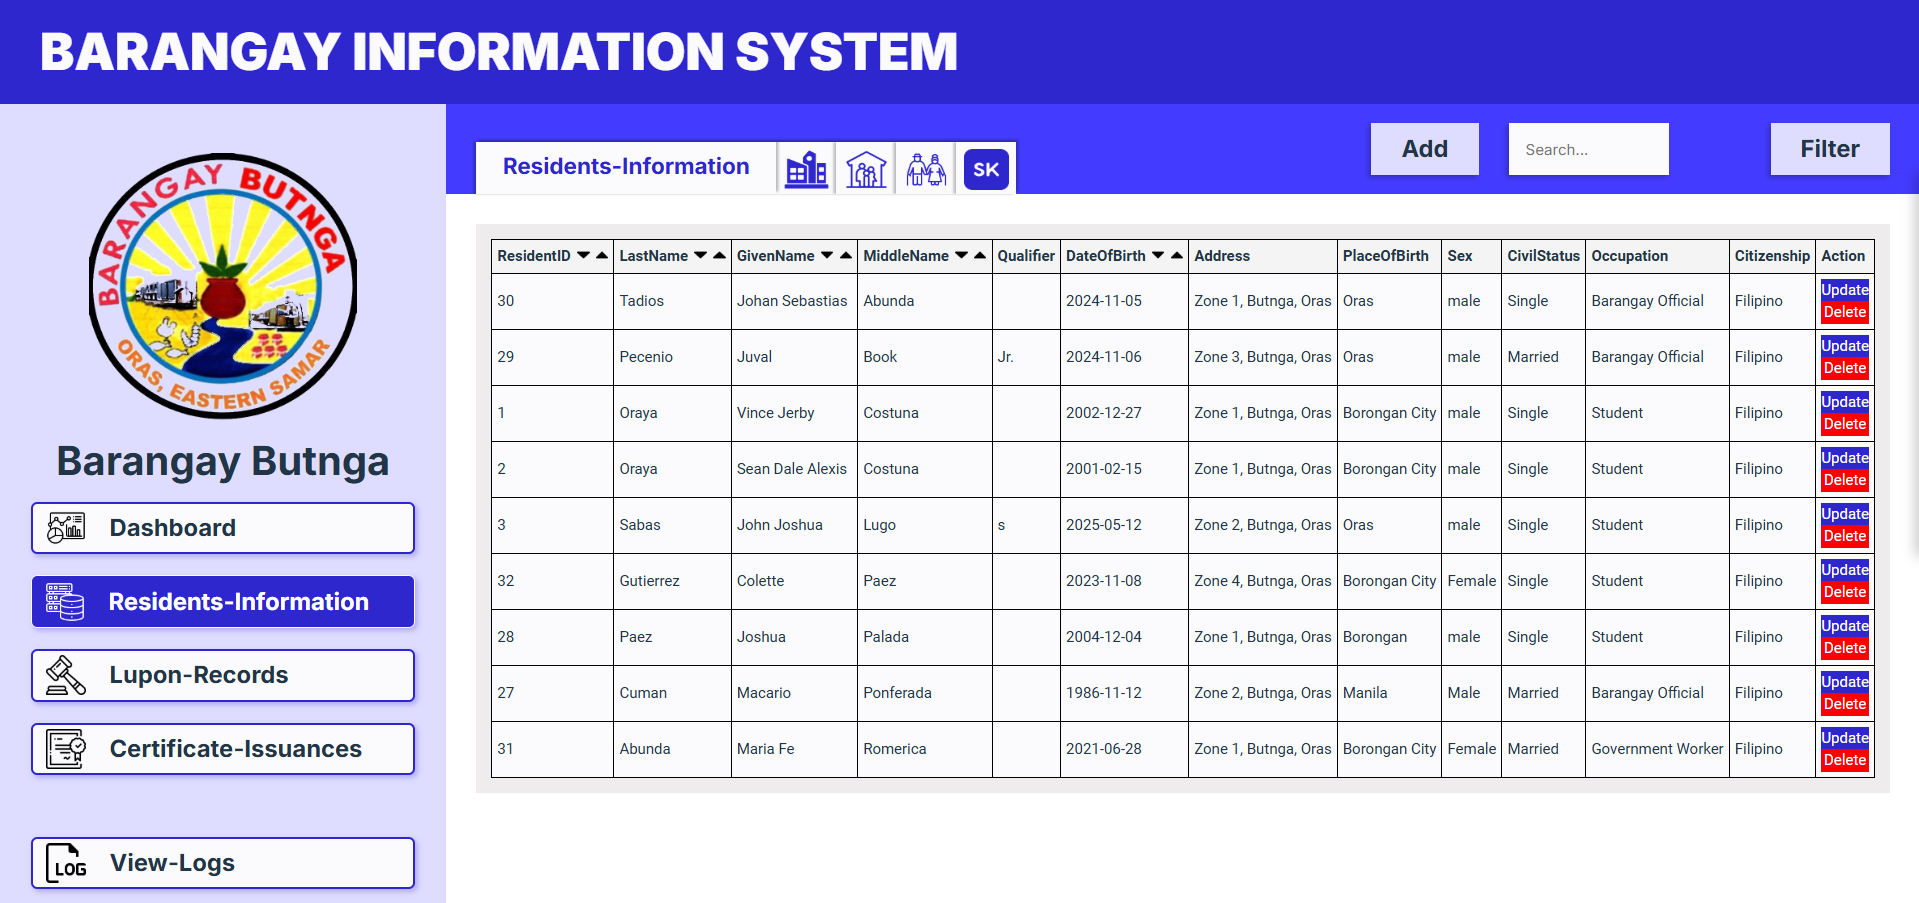 BARANGAY INFORMATION SYSTEM
BARANGAY BUTNGA
ORAS, EASTERN SAMAR
Barangay Butnga
Dashboard
Residents-Information
Lupon-Records
Certificate-Issuances
LOG View-Logs
Residents-Information SK
Add Search... Filter
ResidentID LastName GivenName MiddleName Qualifier DateOfBirth Address PlaceOfBirth Sex CivilStatus Occupation Citizenship Action
30 Tadios Johan Sebastias Abunda 2024-11-05 Zone 1, Butnga, Oras Oras male Single Barangay Official Filipino Update Delete
29 Pecenio Juval Book Jr. 2024-11-06 Zone 3, Butnga, Oras Oras male Married Barangay Official Filipino Update Delete
1 Oraya Vince Jerby Costuna 2002-12-27 Zone 1, Butnga, Oras Borongan City male Single Student Filipino Update Delete
2 Oraya Sean Dale Alexis Costuna 2001-02-15 Zone 1, Butnga, Oras Borongan City male Single Student Filipino Update Delete
3 Sabas John Joshua Lugo s 2025-05-12 Zone 2, Butnga, Oras Oras male Single Student Filipino Update Delete
32 Gutierrez Colette Paez 2023-11-08 Zone 4, Butnga, Oras Borongan City Female Single Student Filipino Update Delete
28 Paez Joshua Palada 2004-12-04 Zone 1, Butnga, Oras Borongan male Single Student Filipino Update Delete
27 Cuman Macario Ponferada 1986-11-12 Zone 2, Butnga, Oras Manila Male Married Barangay Official Filipino Update Delete
31 Abunda Maria Fe Romerica 2021-06-28 Zone 1, Butnga, Oras Borongan City Female Married Government Worker Filipino Update Delete